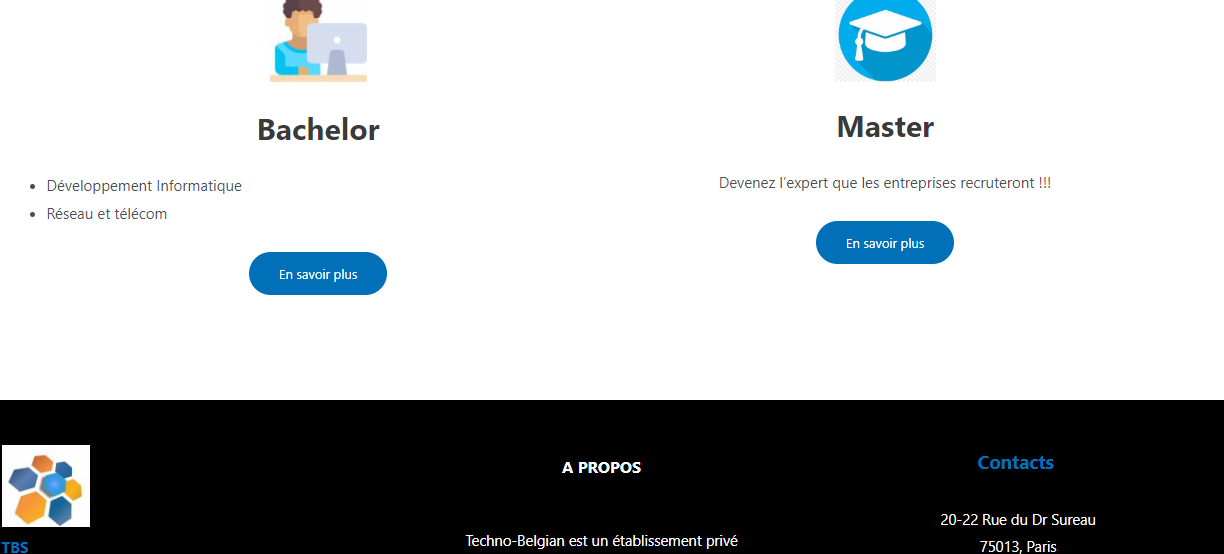 Bachelor
Développement Informatique
Réseau et télécom
En savoir plus
Master
Devenez l'expert que les entreprises recruteront !!!
En savoir plus
TBS
A PROPOS
Techno-Belgian est un établissement privé
Contacts
20-22 Rue du Dr Sureau
75013, Paris